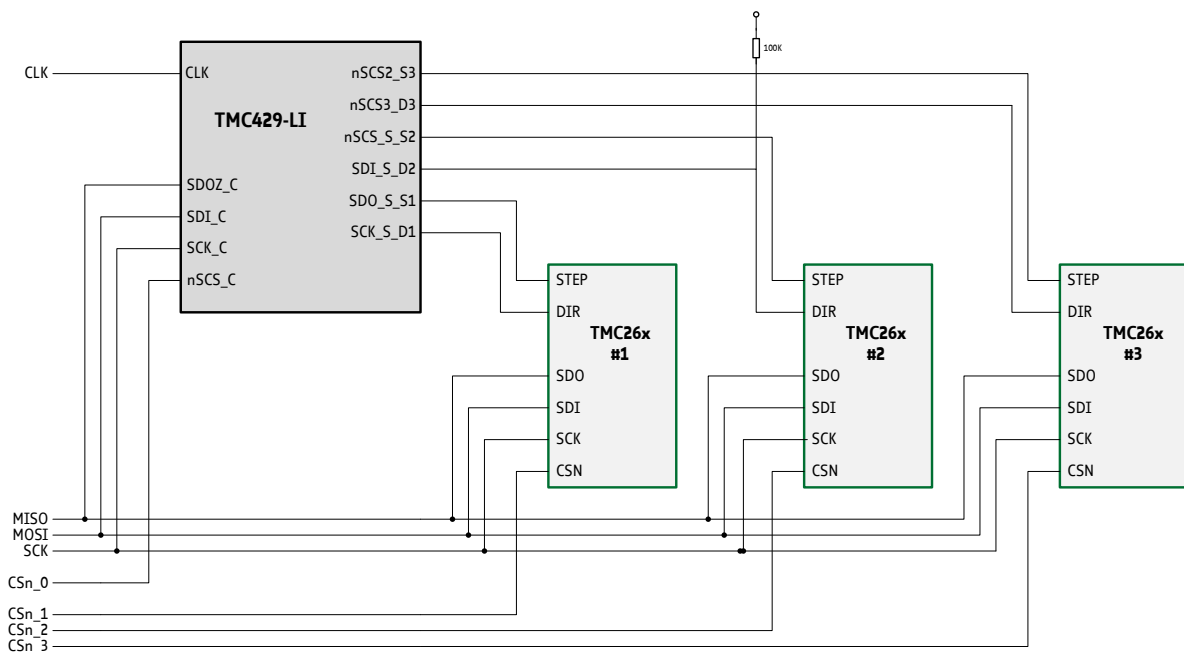 100K
CLK
CLK
nSCS2_S3
TMC429-LI
nSCS3_D3
nSCS_S_S2
SDI_S_D2
SDOZ_C
SDO_S_S1
SDI_C
SCK_S_D1
SCK_C
nSCS_C
STEP
DIR
TMC26x
#1
SDO
SDI
SCK
CSN
STEP
DIR
TMC26x
#2
SDO
SDI
SCK
CSN
STEP
DIR
TMC26x
#3
SDO
SDI
SCK
CSN
MISO
MOSI
SCK
CSn_0
CSn_1
CSn_2
CSn_3